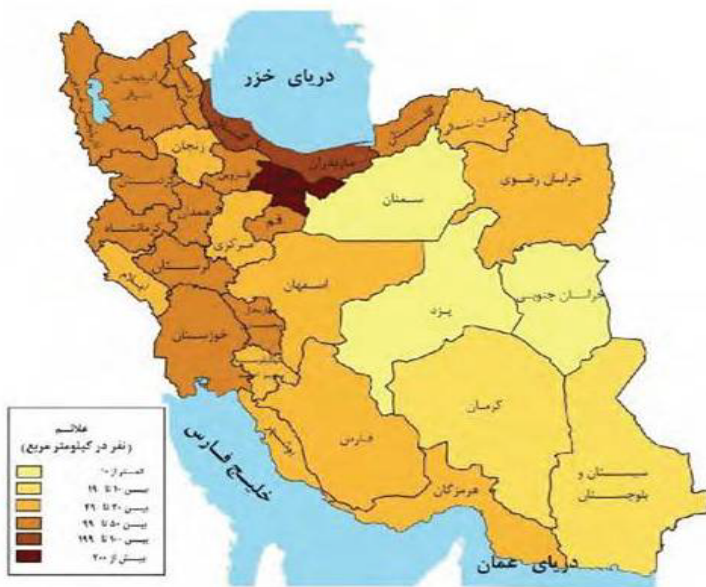 دریای خزر
آذربایجان
شرقی
زنجان
مازندران
گلستان
خراسان شمالی
خراسان رضوی
کردستان
قزوین
سمنان
همدان
قم
کرمانشاه
مرکزی
لرستان
ایلام
اصفهان
یزد
خراسان جنوبی
خوزستان
کرمان
فارس
بوشهر
هرمزگان
سیستان و
بلوچستان
خلیج فارس
دریای عمان
علائم
(نفر در کیلومتر مربع)
کمتر از ۱۰
بین ۱۰ تا ۱۹
بین ۲۰ تا ۴۹
بین ۵۰ تا ۹۹
بین ۱۰۰ تا ۱۹۹
بیش از ۲۰۰